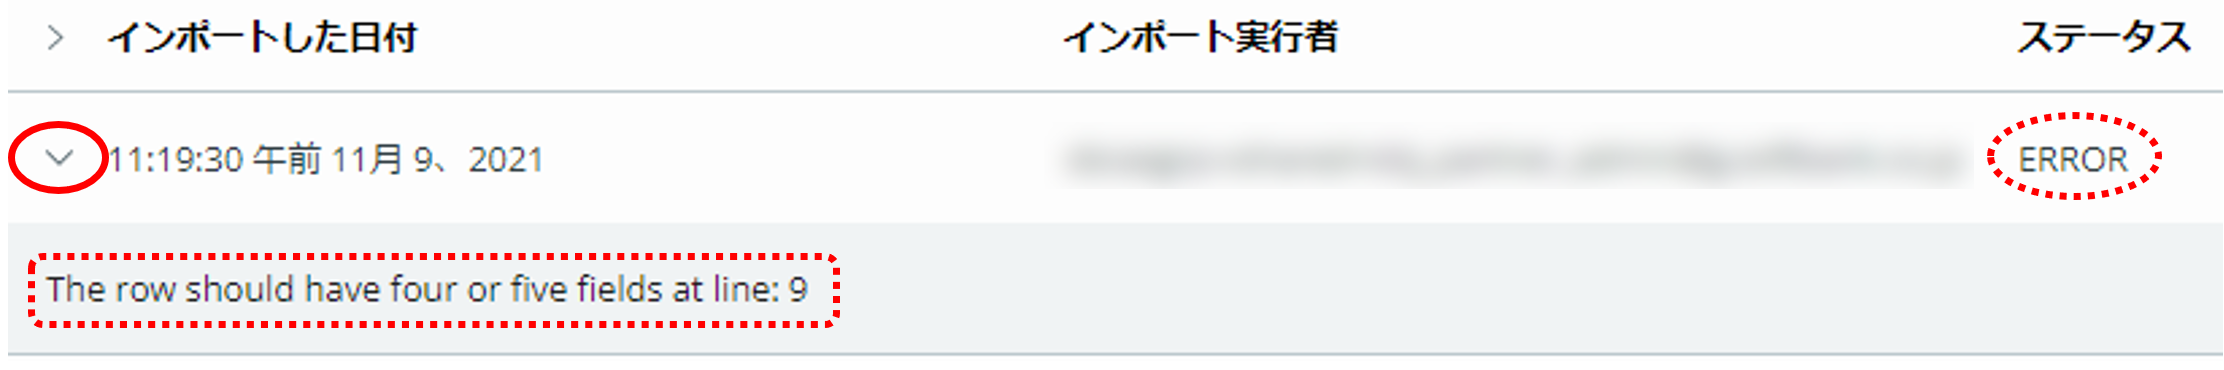 インポートした日付 インポート実行者 ステータス
11:19:30 午前 11月 9、2021 ERROR
The row should have four or five fields at line: 9